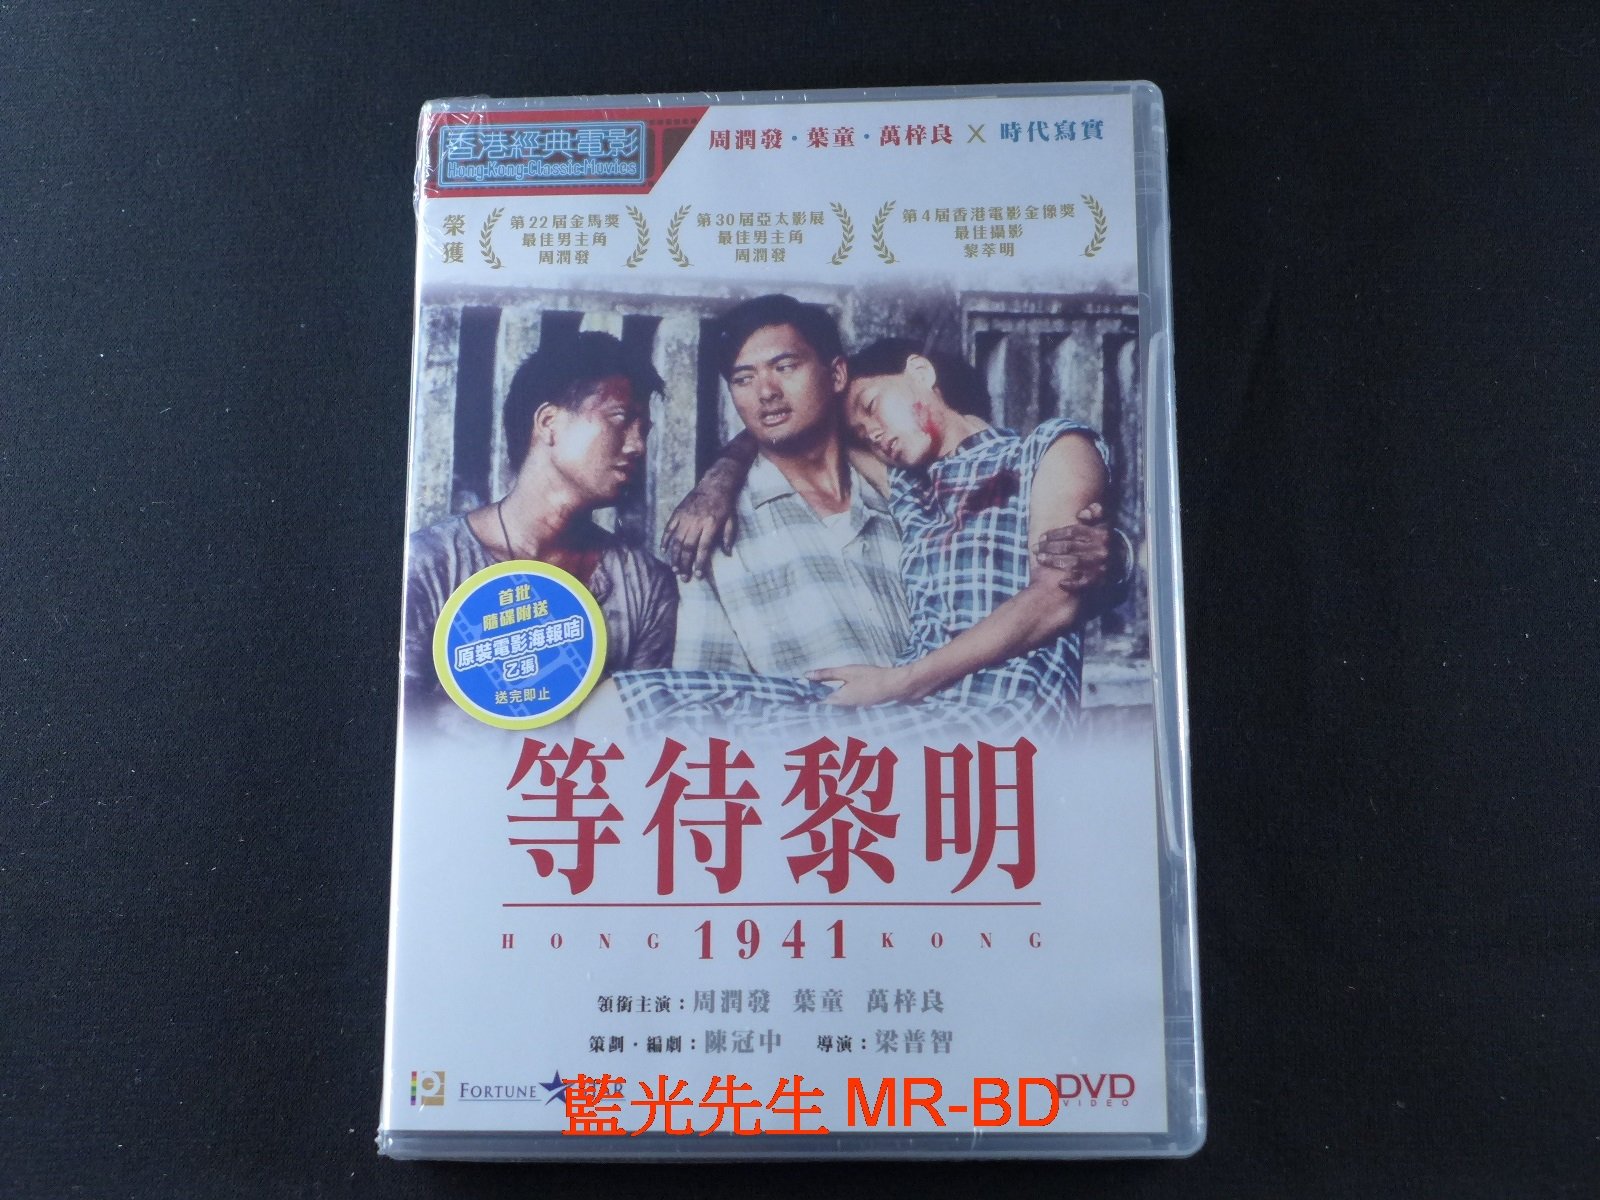 香港經典電影
Hong Kong Classic Movies
周潤發·葉童·萬梓良 X 時代寫實
榮獲
第22屆金馬獎
最佳男主角
周潤發
第30屆亞太影展
最佳男主角
周潤發
第4屆香港電影金像獎
最佳攝影
黎萃明
首批
隨碟附送
原裝電影海報咭
乙張
送完即止
等待黎明
HONG 1941 KONG
領銜主演：周潤發 葉童 萬梓良
策劃·編劇：陳冠中 導演：梁普智
FORTUNE
DVD
VIDEO
藍光先生 MR-BD